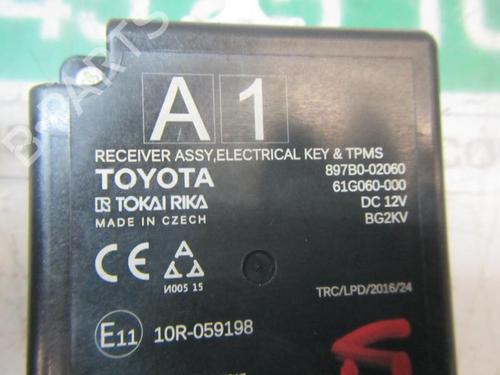 A 1
RECEIVER ASSY,ELECTRICAL KEY & TPMS
TOYOTA 897B0-02060
61G060-000
TOKAI RIKA DC 12V
MADE IN CZECH BG2KV
CE
И005 15
TRC/LPD/2016/24
E11 10R-059198
B-PARTS